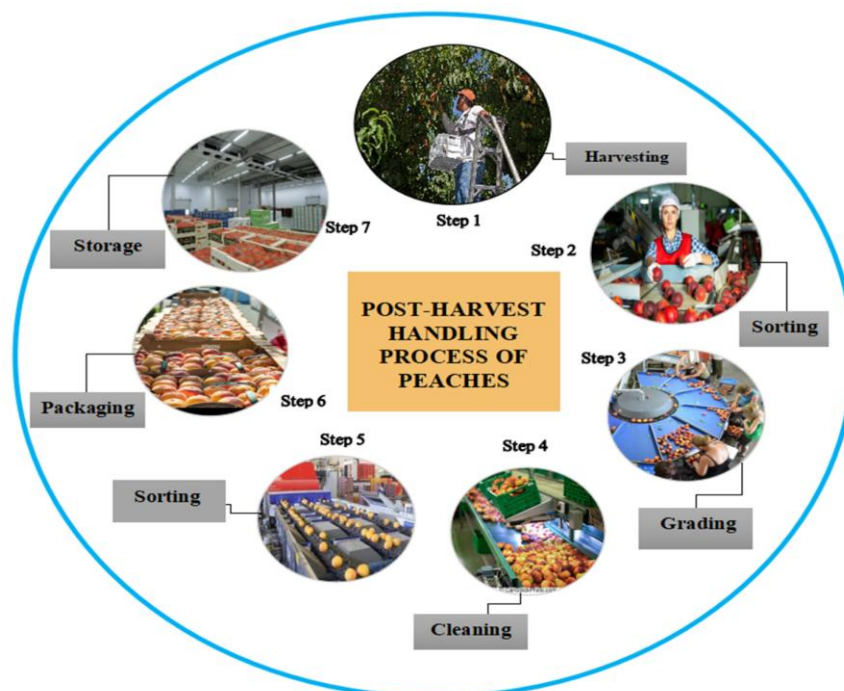 Step 1
Harvesting
Step 2
Sorting
Step 3
Grading
Step 4
Cleaning
Step 5
Sorting
Step 6
Packaging
Step 7
Storage
POST-HARVEST
HANDLING
PROCESS OF
PEACHES